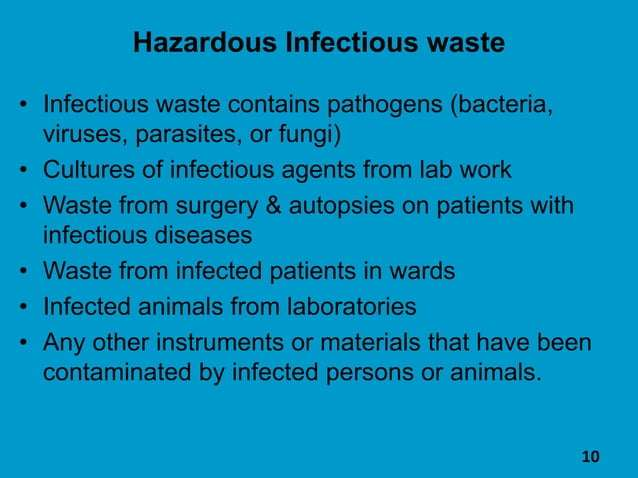 Hazardous Infectious waste
• Infectious waste contains pathogens (bacteria,
viruses, parasites, or fungi)
• Cultures of infectious agents from lab work
• Waste from surgery & autopsies on patients with
infectious diseases
• Waste from infected patients in wards
• Infected animals from laboratories
• Any other instruments or materials that have been
contaminated by infected persons or animals.
10